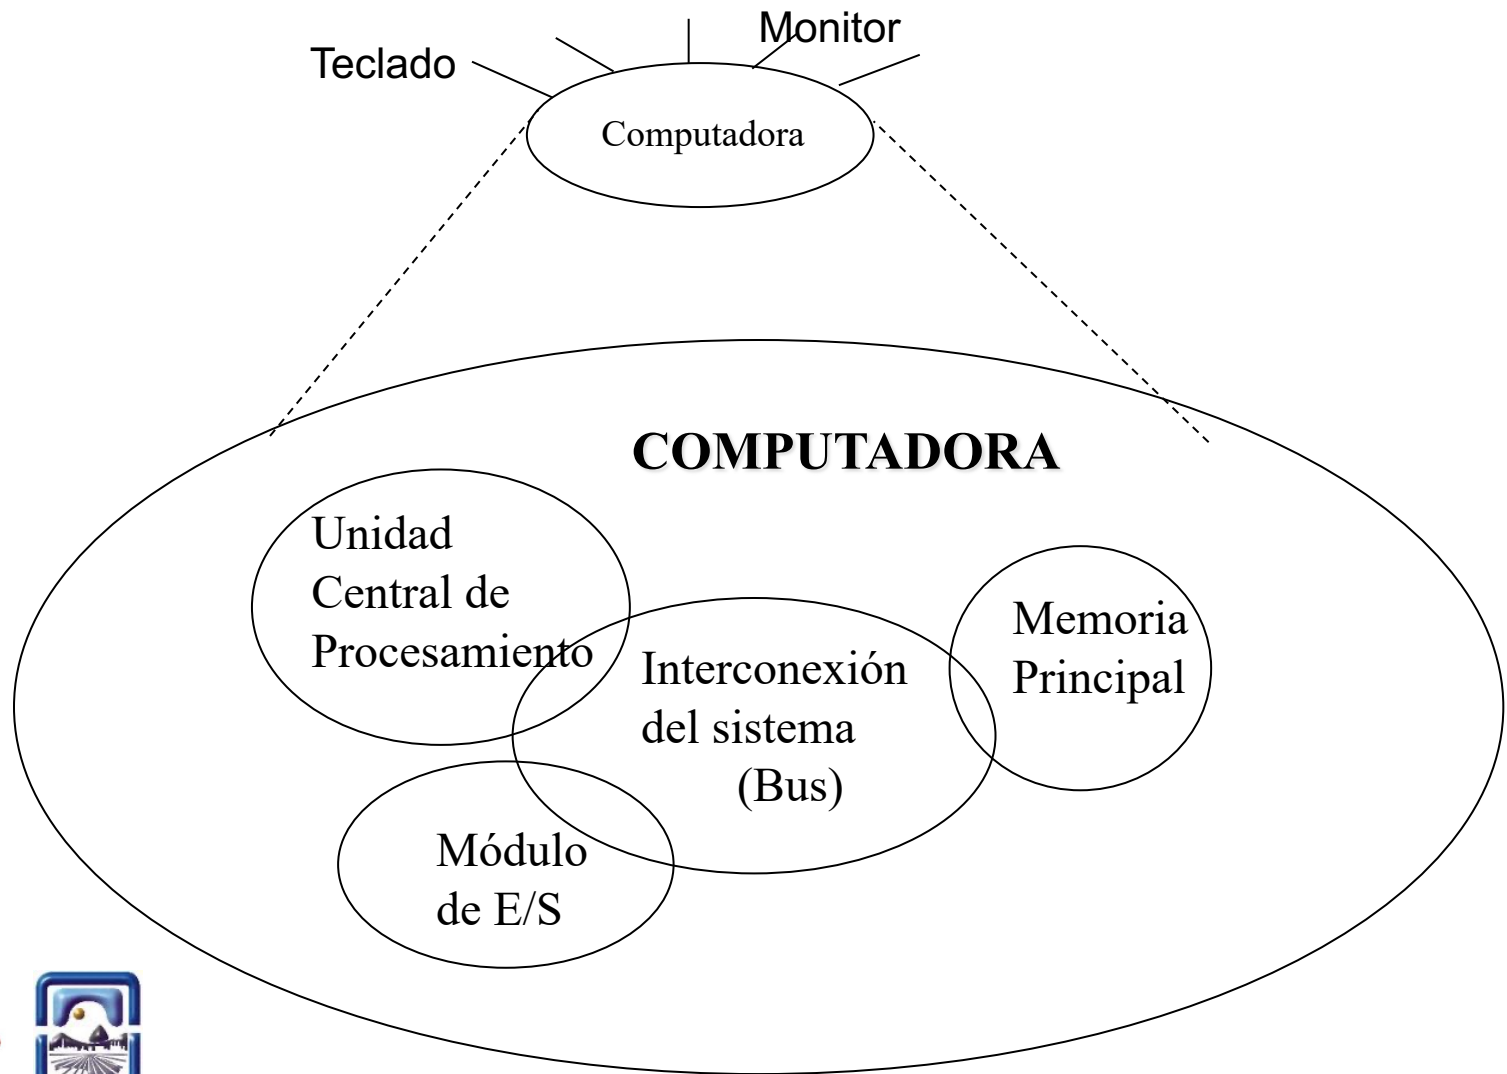 Monitor
Teclado
Computadora
COMPUTADORA
Unidad
Central de
Procesamiento
Interconexión
del sistema
(Bus)
Memoria
Principal
Módulo
de E/S